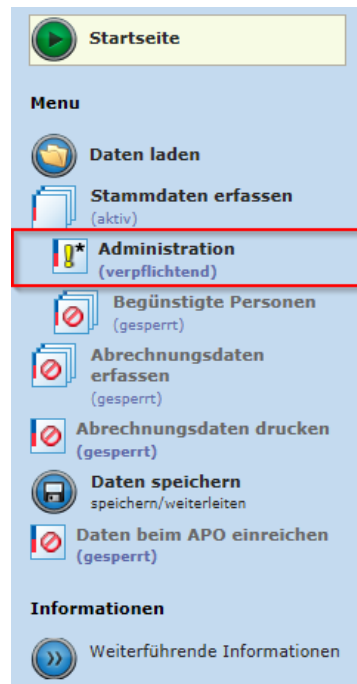 Startseite
Menu
Daten laden
Stammdaten erfassen
(aktiv)
Administration
(verpflichtend)
Begünstigte Personen
(gesperrt)
Abrechnungsdaten
erfassen
(gesperrt)
Abrechnungsdaten drucken
(gesperrt)
Daten speichern
speichern/weiterleiten
Daten beim APO einreichen
(gesperrt)
Informationen
Weiterführende Informationen